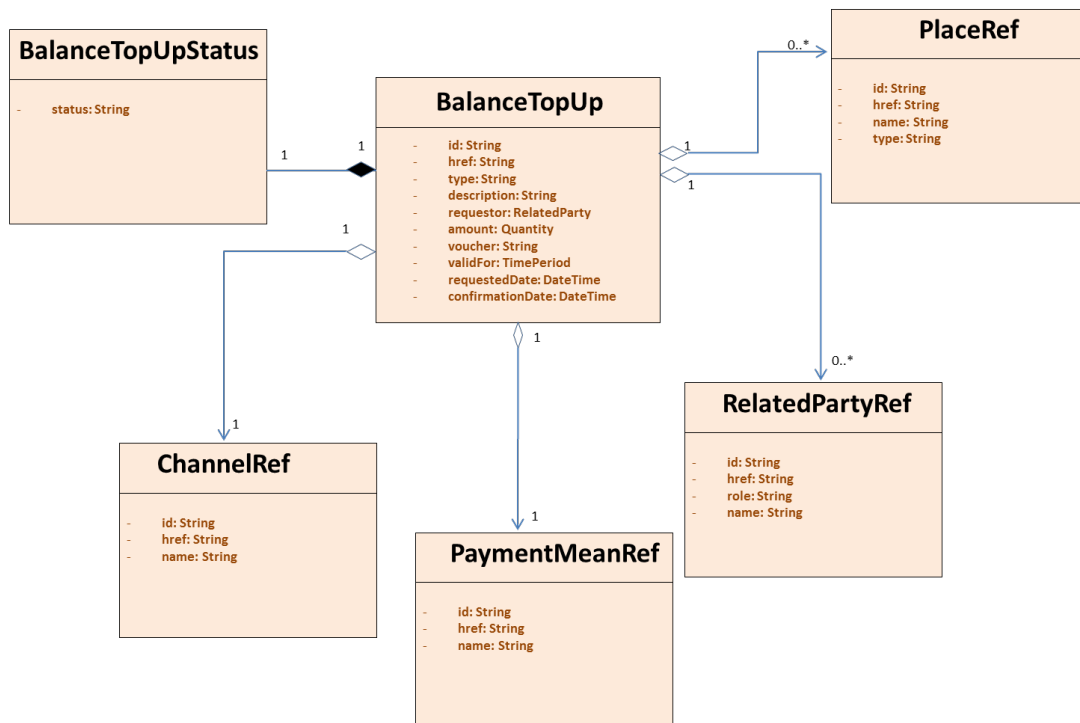 BalanceTopUpStatus
- status: String
1
1
BalanceTopUp
- id: String
- href: String
- type: String
- description: String
- requestor: RelatedParty
- amount: Quantity
- voucher: String
- validFor: TimePeriod
- requestedDate: DateTime
- confirmationDate: DateTime
0..*
1
PlaceRef
- id: String
- href: String
- name: String
- type: String
1
0..*
RelatedPartyRef
- id: String
- href: String
- role: String
- name: String
1
1
ChannelRef
- id: String
- href: String
- name: String
1
1
PaymentMeanRef
- id: String
- href: String
- name: String